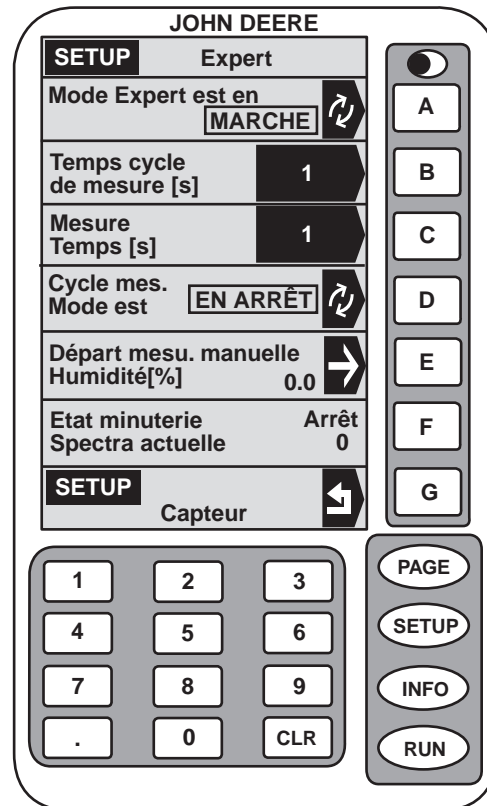 JOHN DEERE
SETUP Expert
Mode Expert est en
MARCHE
Temps cycle
de mesure [s]
1
Mesure
Temps [s]
1
Cycle mes.
Mode est
EN ARRÊT
Départ mesu. manuelle
Humidité[%] 0.0
Etat minuterie Arrêt
Spectra actuelle 0
SETUP
Capteur
A
B
C
D
E
F
G
1 2 3
4 5 6
7 8 9
. 0 CLR
PAGE
SETUP
INFO
RUN